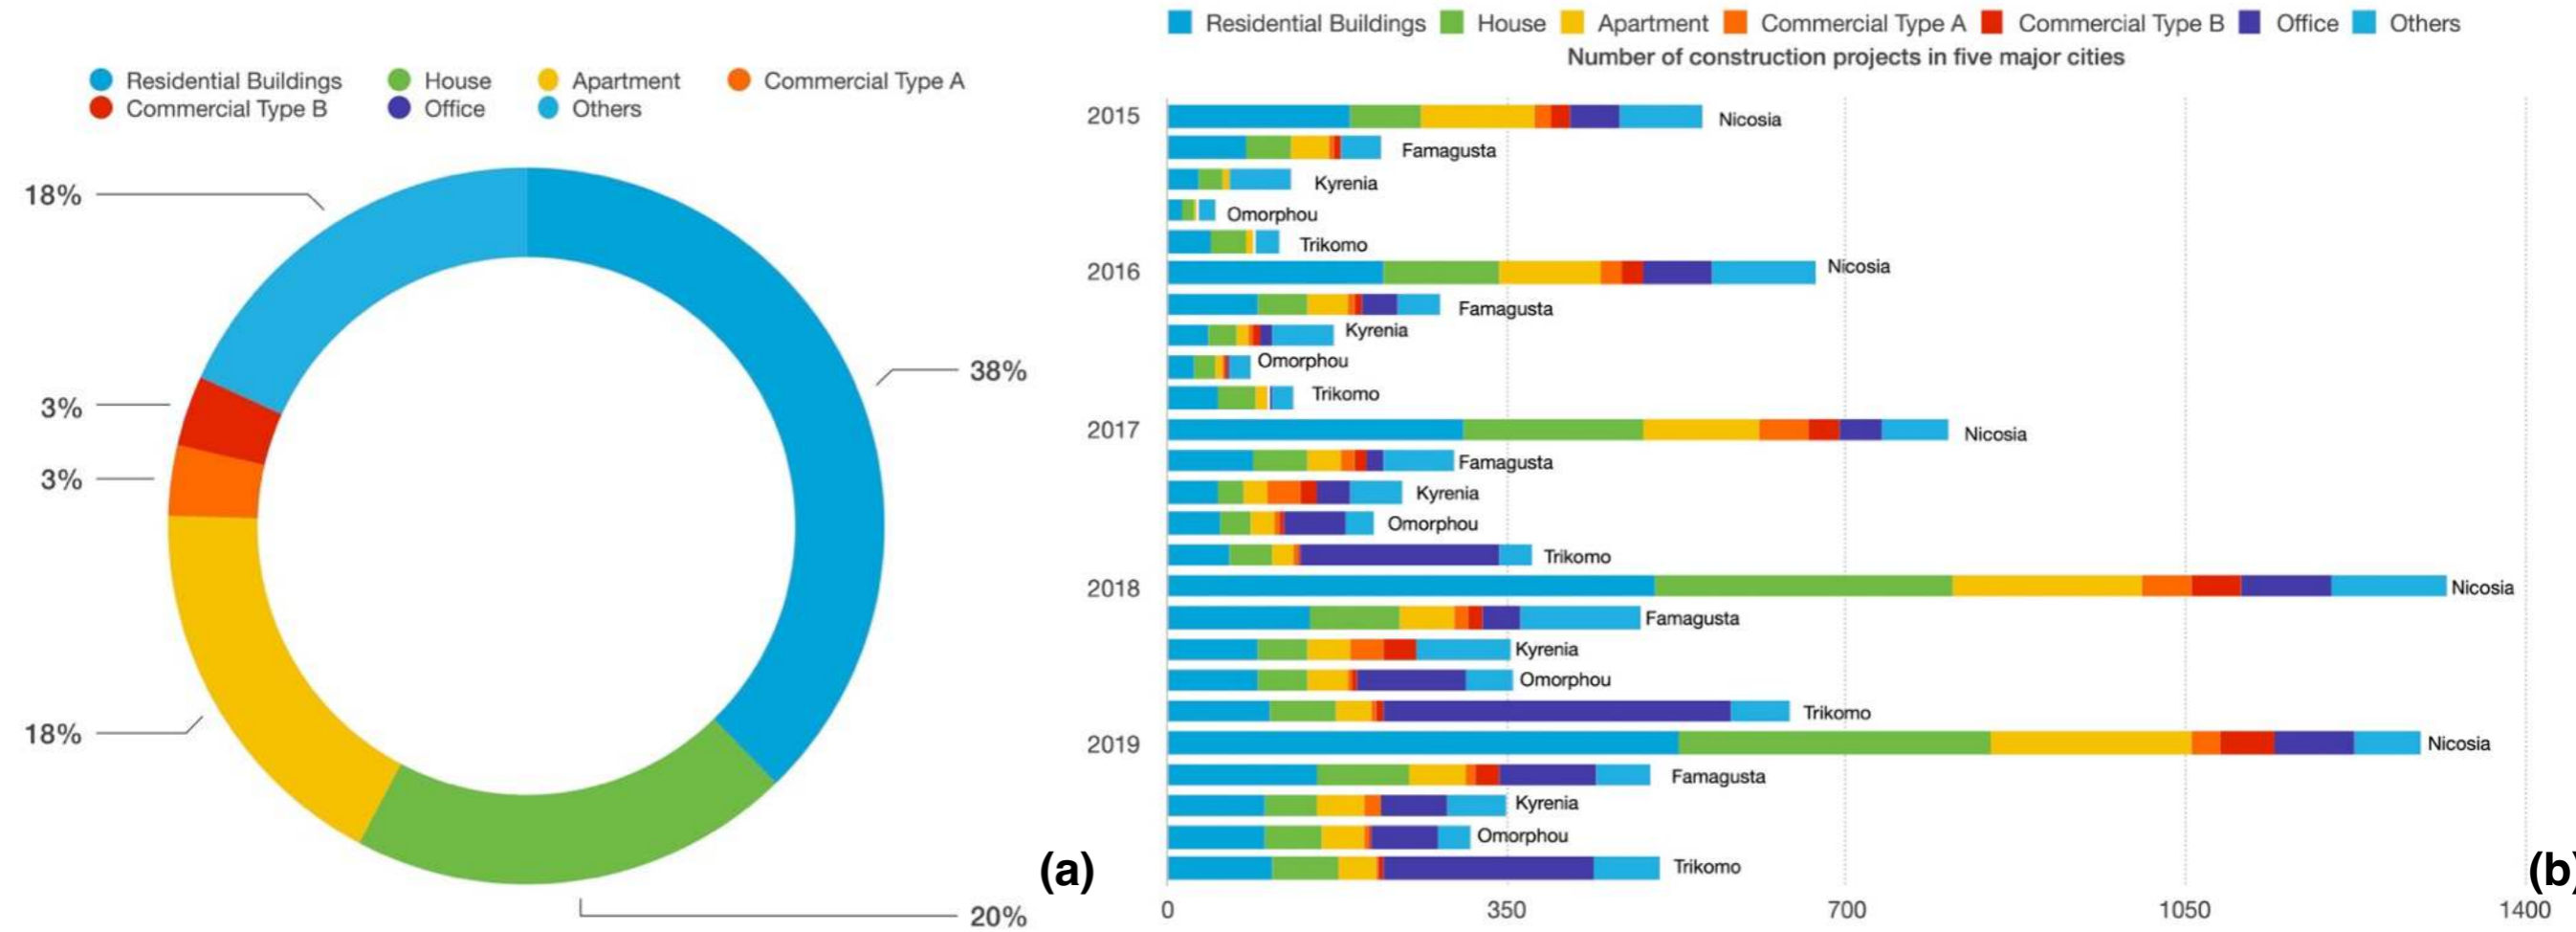 Residential Buildings House Apartment Commercial Type A
Commercial Type B Office Others
18%
38%
3%
3%
18%
20%
(a)
Residential Buildings House Apartment Commercial Type A Commercial Type B Office Others
Number of construction projects in five major cities
2015 Nicosia
Famagusta
Kyrenia
Omorphou
Trikomo
2016 Nicosia
Famagusta
Kyrenia
Omorphou
Trikomo
2017 Nicosia
Famagusta
Kyrenia
Omorphou
Trikomo
2018 Nicosia
Famagusta
Kyrenia
Omorphou
Trikomo
2019 Nicosia
Famagusta
Kyrenia
Omorphou
Trikomo
0 350 700 1050 1400
(b)